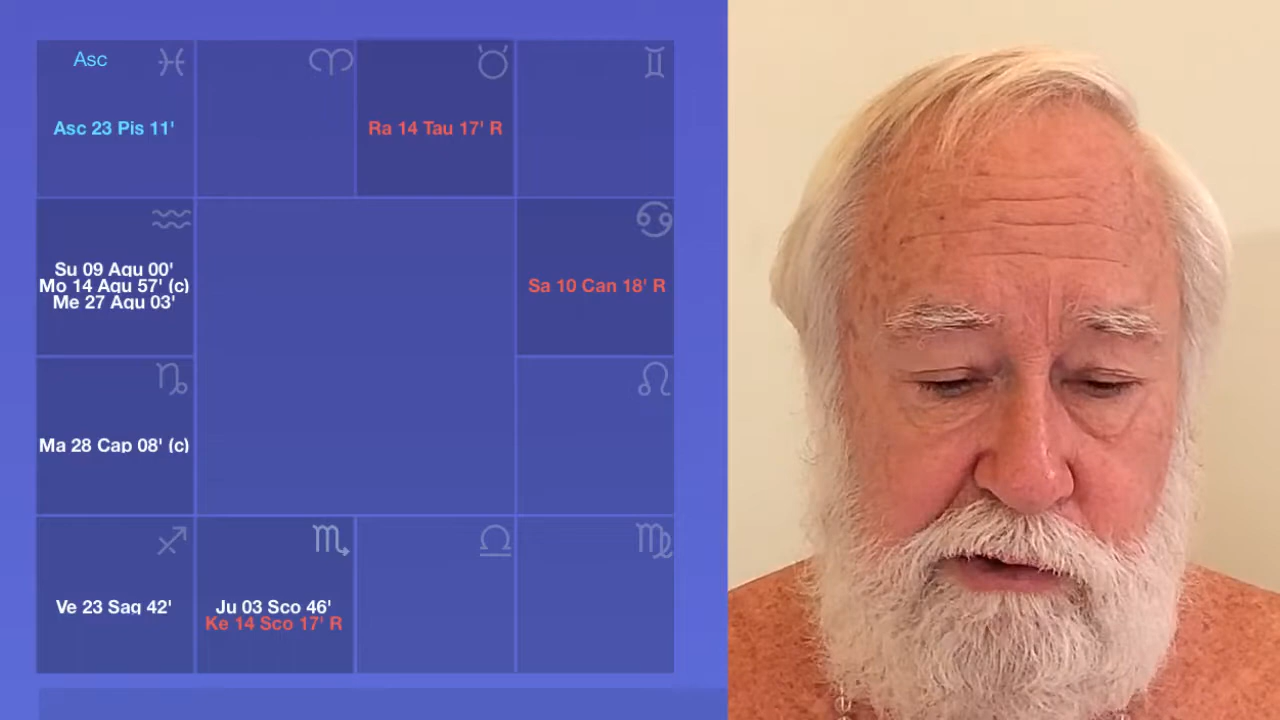 Asc
Asc 23 Pis 11'
Ra 14 Tau 17' R
Su 09 Aqu 00'
Mo 14 Aqu 57' (c)
Me 27 Aqu 03'
Sa 10 Can 18' R
Ma 28 Cap 08' (c)
Ve 23 Sag 42'
Ju 03 Sco 46'
Ke 14 Sco 17' R